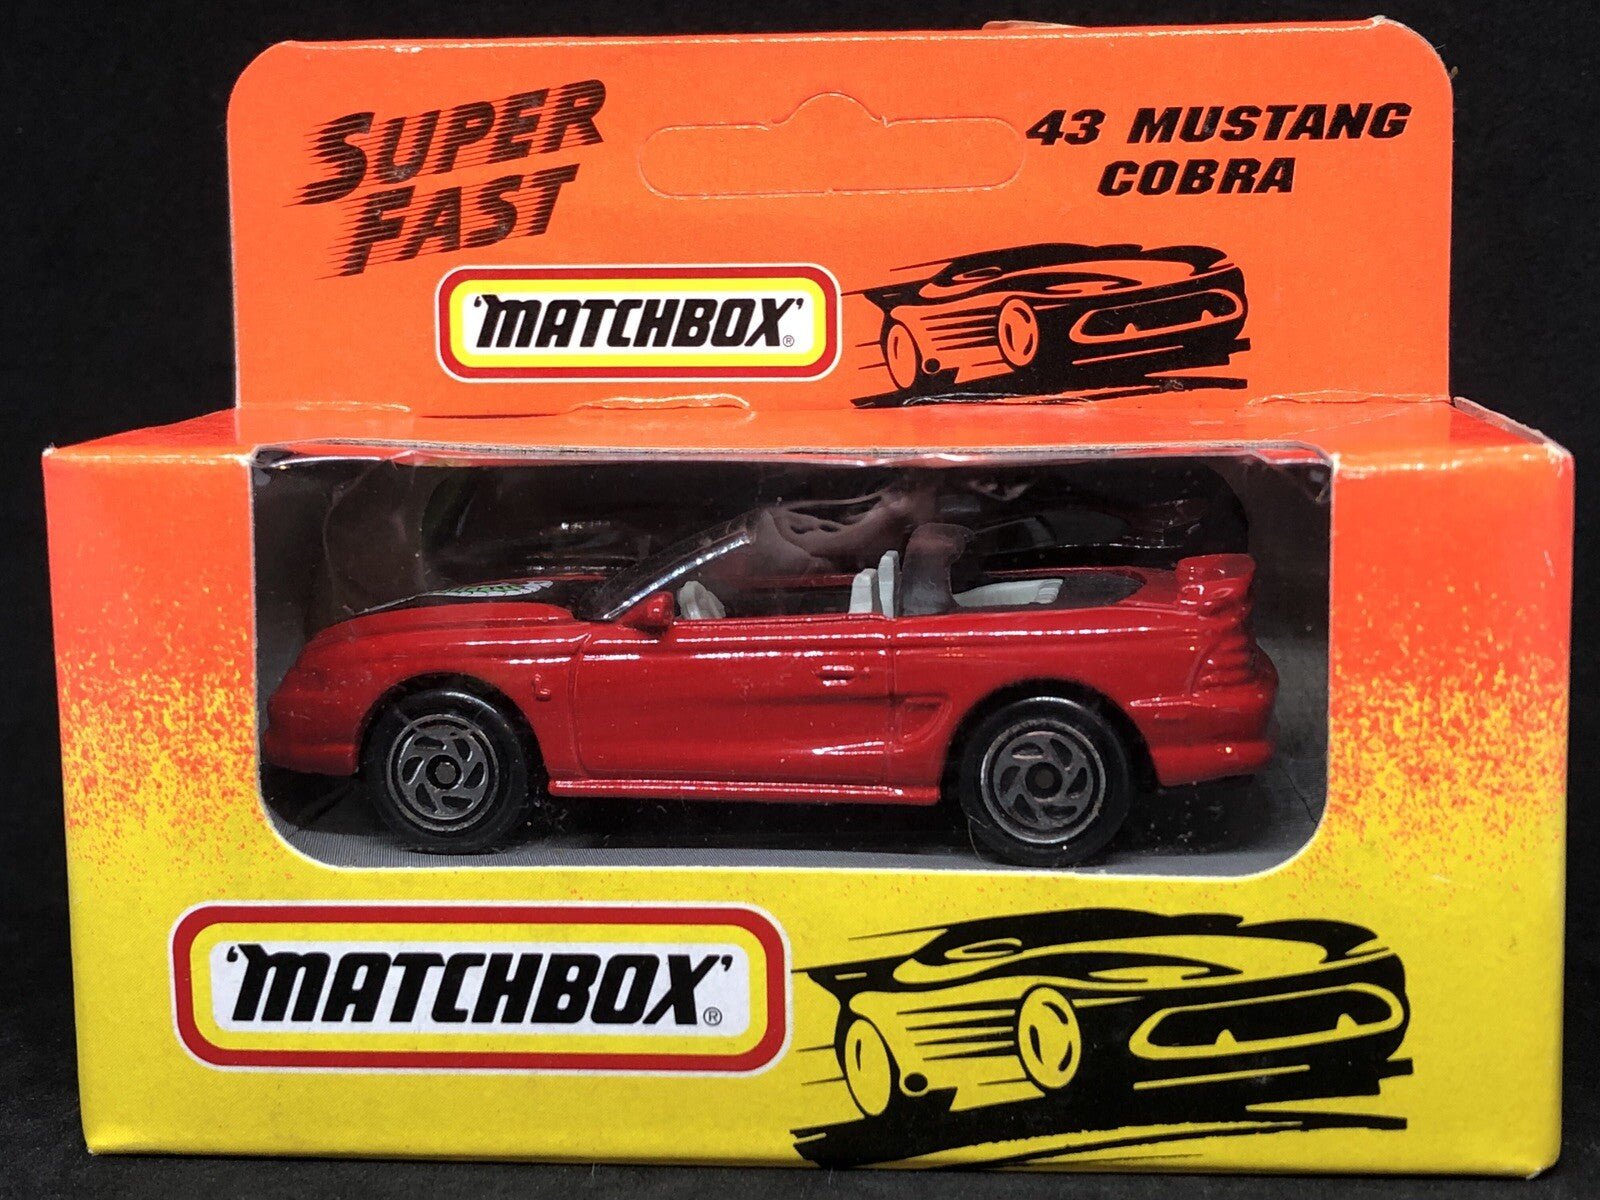 SUPER
FAST
43 MUSTANG
COBRA
'MATCHBOX'®
'MATCHBOX'®